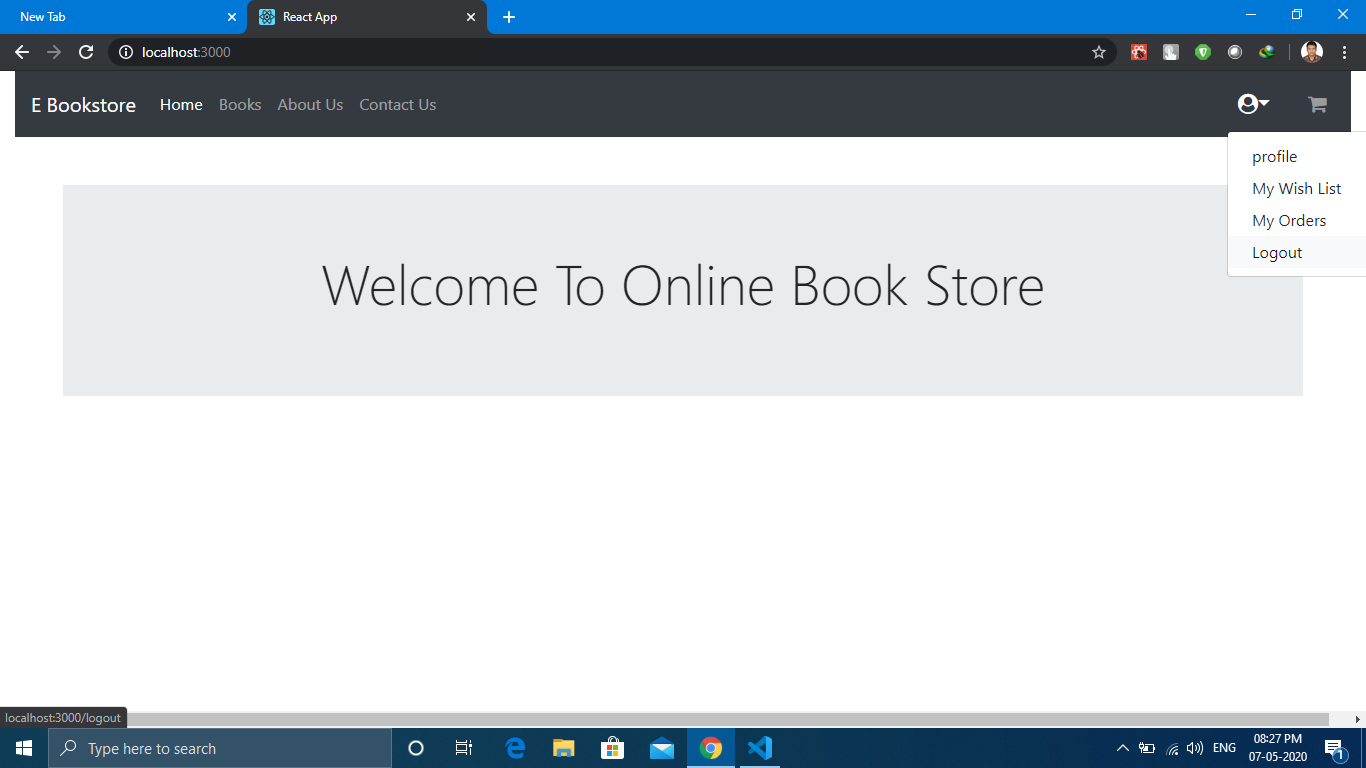 New Tab
React App
localhost:3000
E Bookstore
Home
Books
About Us
Contact Us
profile
My Wish List
My Orders
Logout
Welcome To Online Book Store
localhost:3000/logout
Type here to search
ENG
08:27 PM
07-05-2020
1